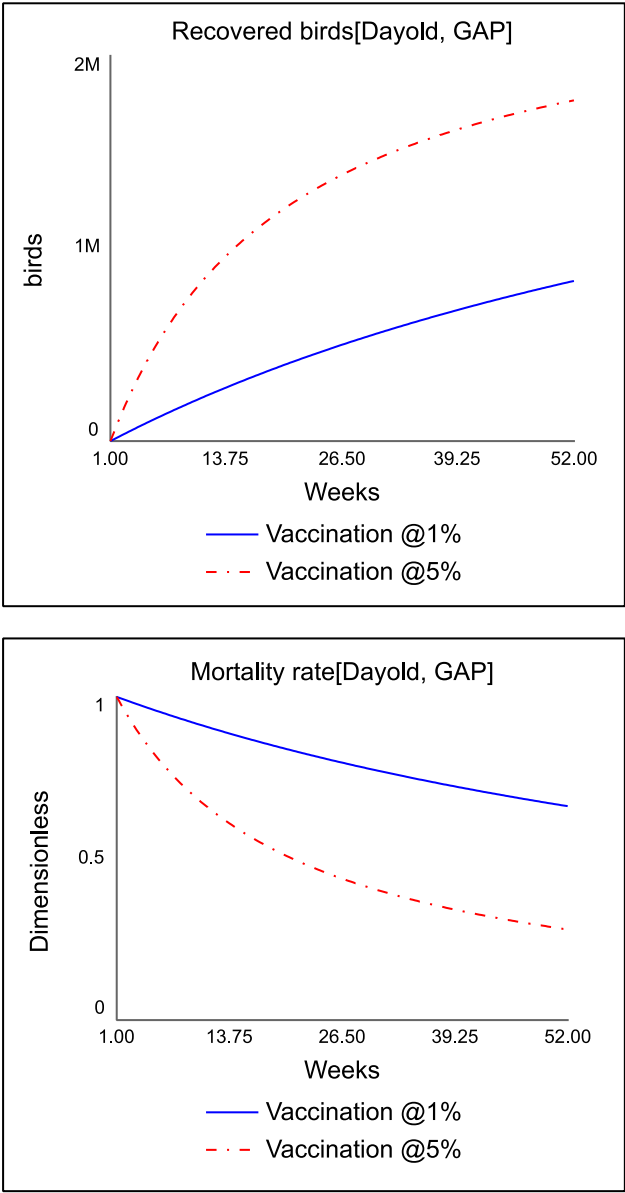 Recovered birds[Dayold, GAP]
2M
1M
0
birds
1.00 13.75 26.50 39.25 52.00
Weeks
Vaccination @1%
Vaccination @5%
Mortality rate[Dayold, GAP]
1
0.5
0
Dimensionless
1.00 13.75 26.50 39.25 52.00
Weeks
Vaccination @1%
Vaccination @5%